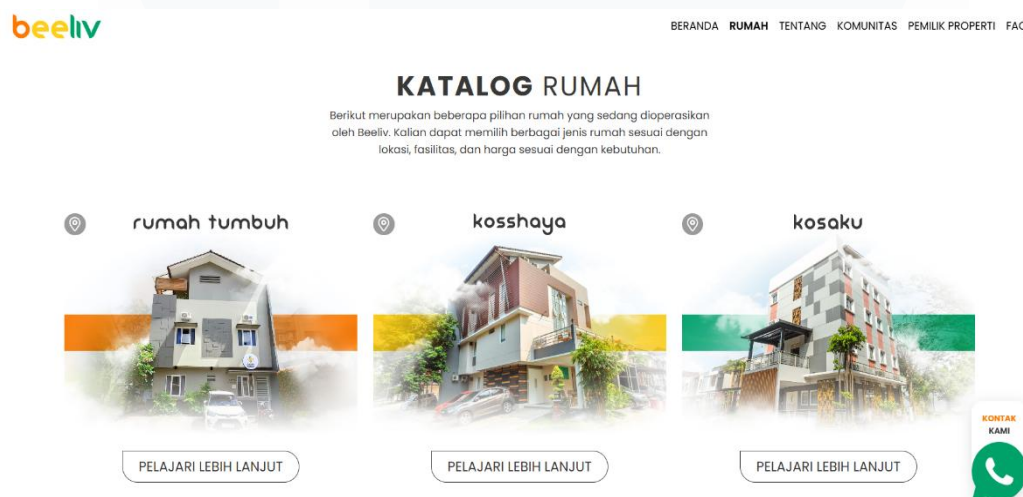 beeliv
BERANDA RUMAH TENTANG KOMUNITAS PEMILIK PROPERTI
KATALOG RUMAH
Berikut merupakan beberapa pilihan rumah yang sedang dioperasikan
oleh Beeliv. Kalian dapat memilih berbagai jenis rumah sesuai dengan
lokasi, fasilitas, dan harga sesuai dengan kebutuhan.
rumah tumbuh
kosshaya
kosaku
PELAJARI LEBIH LANJUT
PELAJARI LEBIH LANJUT
PELAJARI LEBIH LANJUT
KONTAK
KAMI